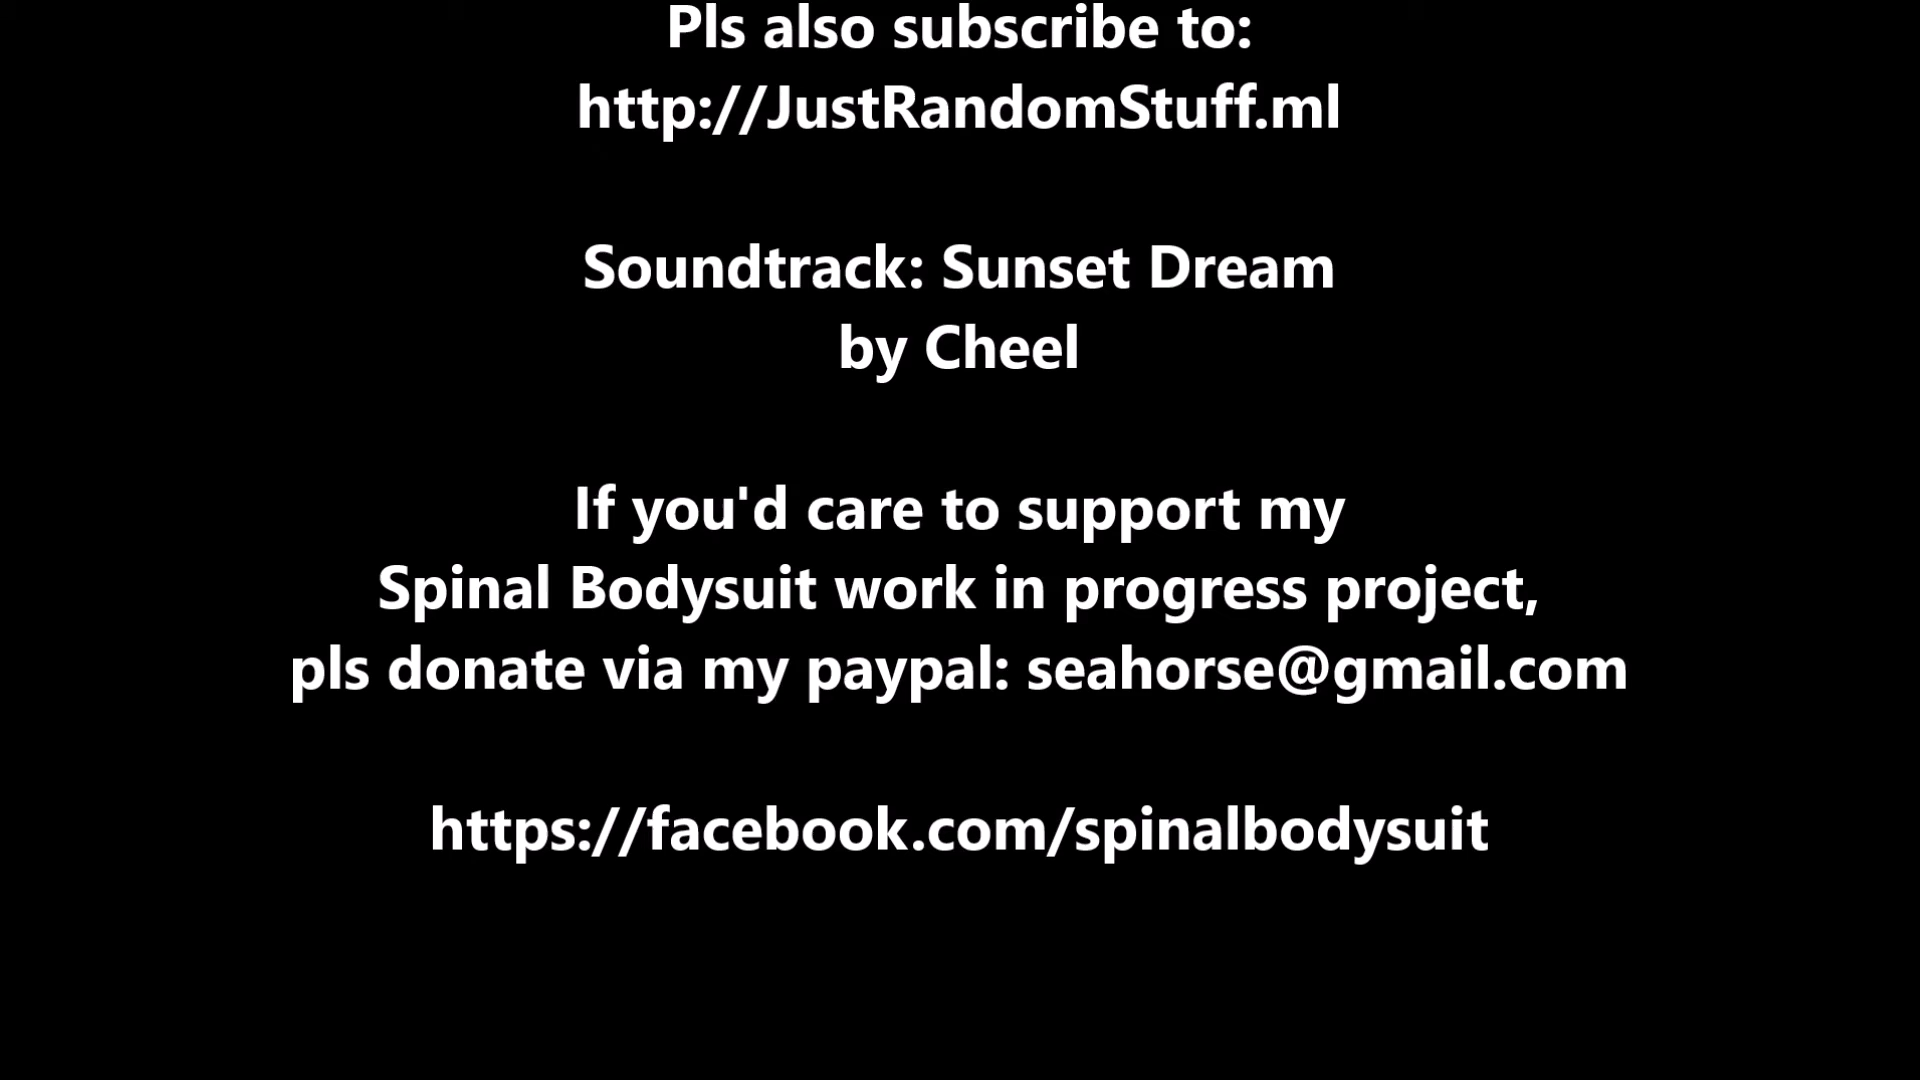 Pls also subscribe to:
http://JustRandomStuff.ml
Soundtrack: Sunset Dream
by Cheel
If you'd care to support my
Spinal Bodysuit work in progress project,
pls donate via my paypal: seahorse@gmail.com
https://facebook.com/spinalbodysuit